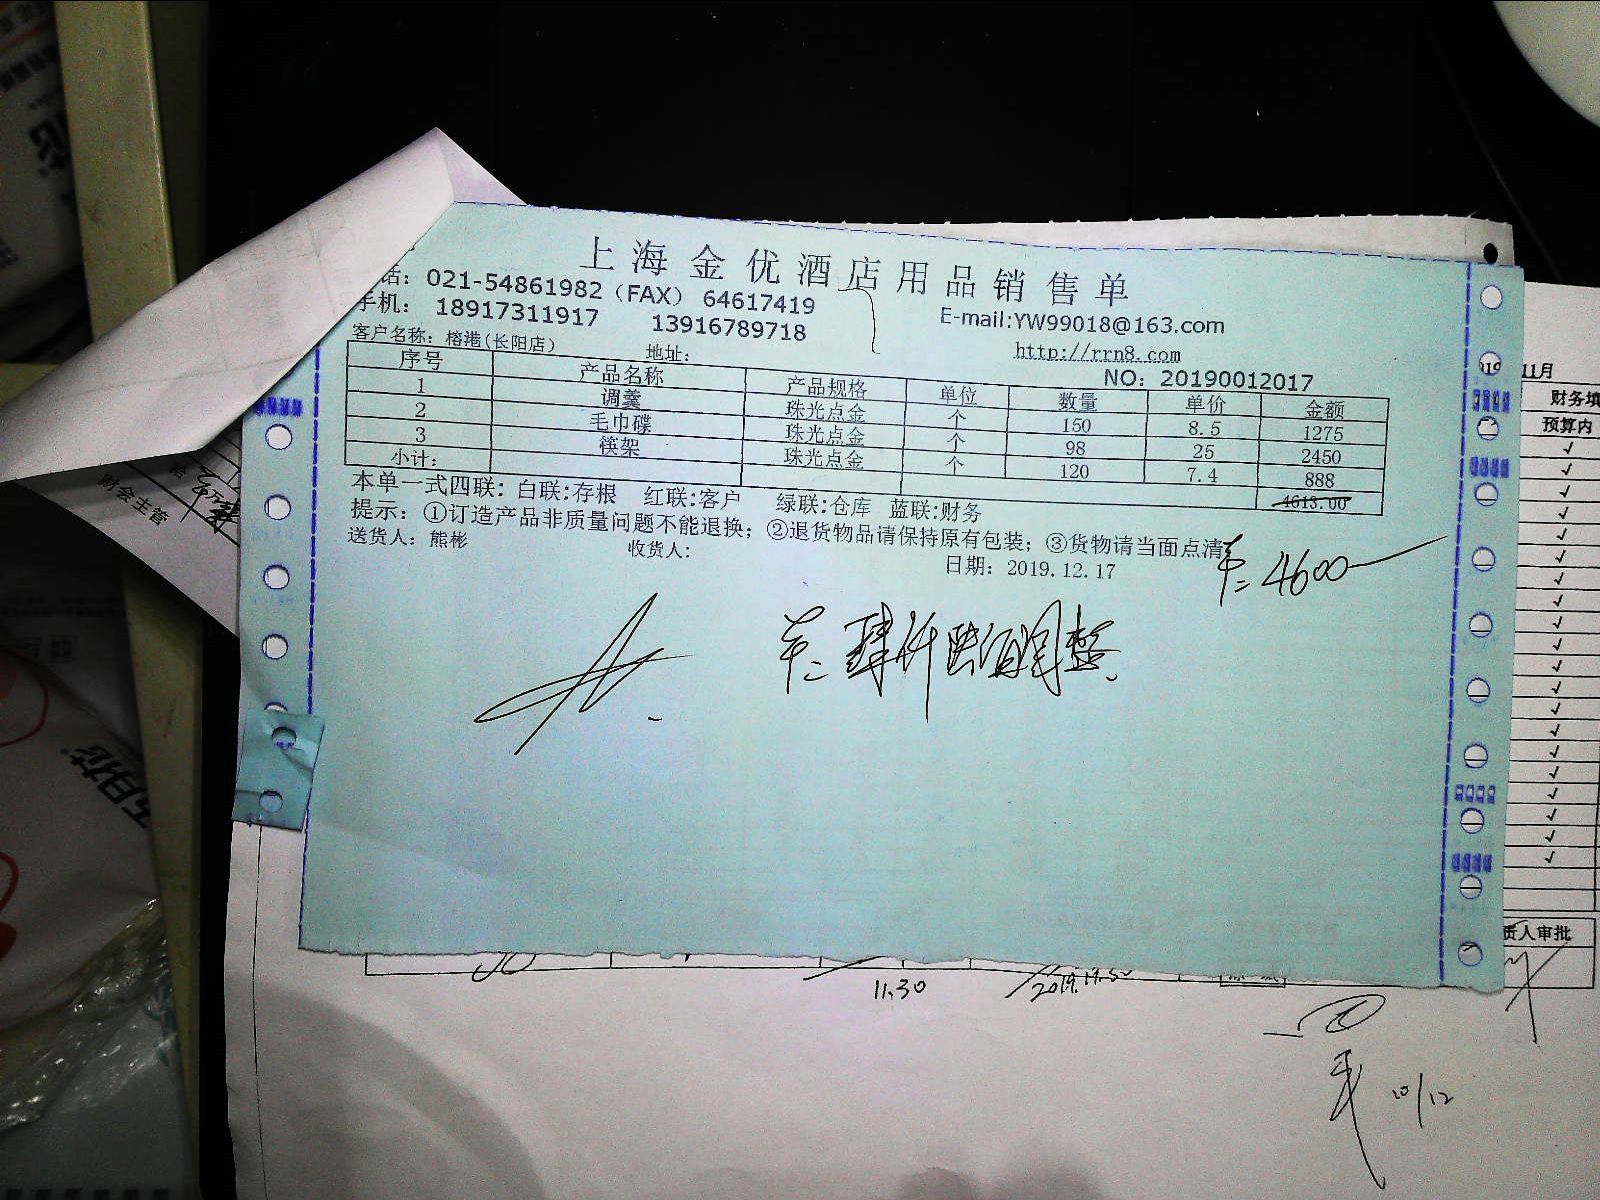 上海金优酒店用品销售单
话: 021-54861982 (FAX) 64617419
手机: 18917311917 13916789718 E-mail:YW99018@163.com
http://rrn8.com
客户名称: 榕港(长阳店) 地址:
NO: 20190012017
序号 产品名称 产品规格 单位 数量 单价 金额
1 调羹 珠光点金 个 150 8.5 1275
2 毛巾碟 珠光点金 个 98 25 2450
3 筷架 珠光点金 个 120 7.4 888
小计: 4613.00
本单一式四联: 白联:存根 红联:客户 绿联:仓库 蓝联:财务
提示: ①订造产品非质量问题不能退换; ②退货物品请保持原有包装; ③货物请当面点清
送货人: 熊彬 收货人: 日期: 2019.12.17
4600
肆仟陆佰圆整
财会主管
11月
财务填
预算内
责人审批
11.30
10/12